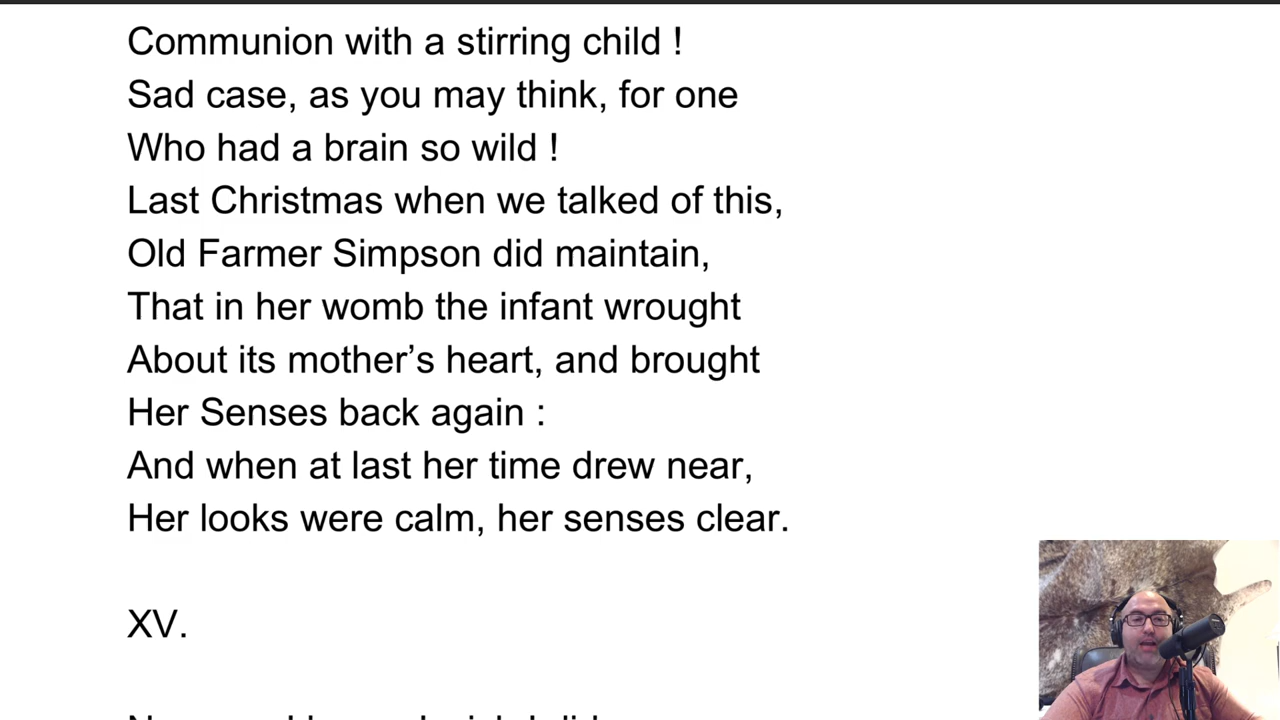 Communion with a stirring child !
Sad case, as you may think, for one
Who had a brain so wild !
Last Christmas when we talked of this,
Old Farmer Simpson did maintain,
That in her womb the infant wrought
About its mother’s heart, and brought
Her Senses back again :
And when at last her time drew near,
Her looks were calm, her senses clear.
XV.